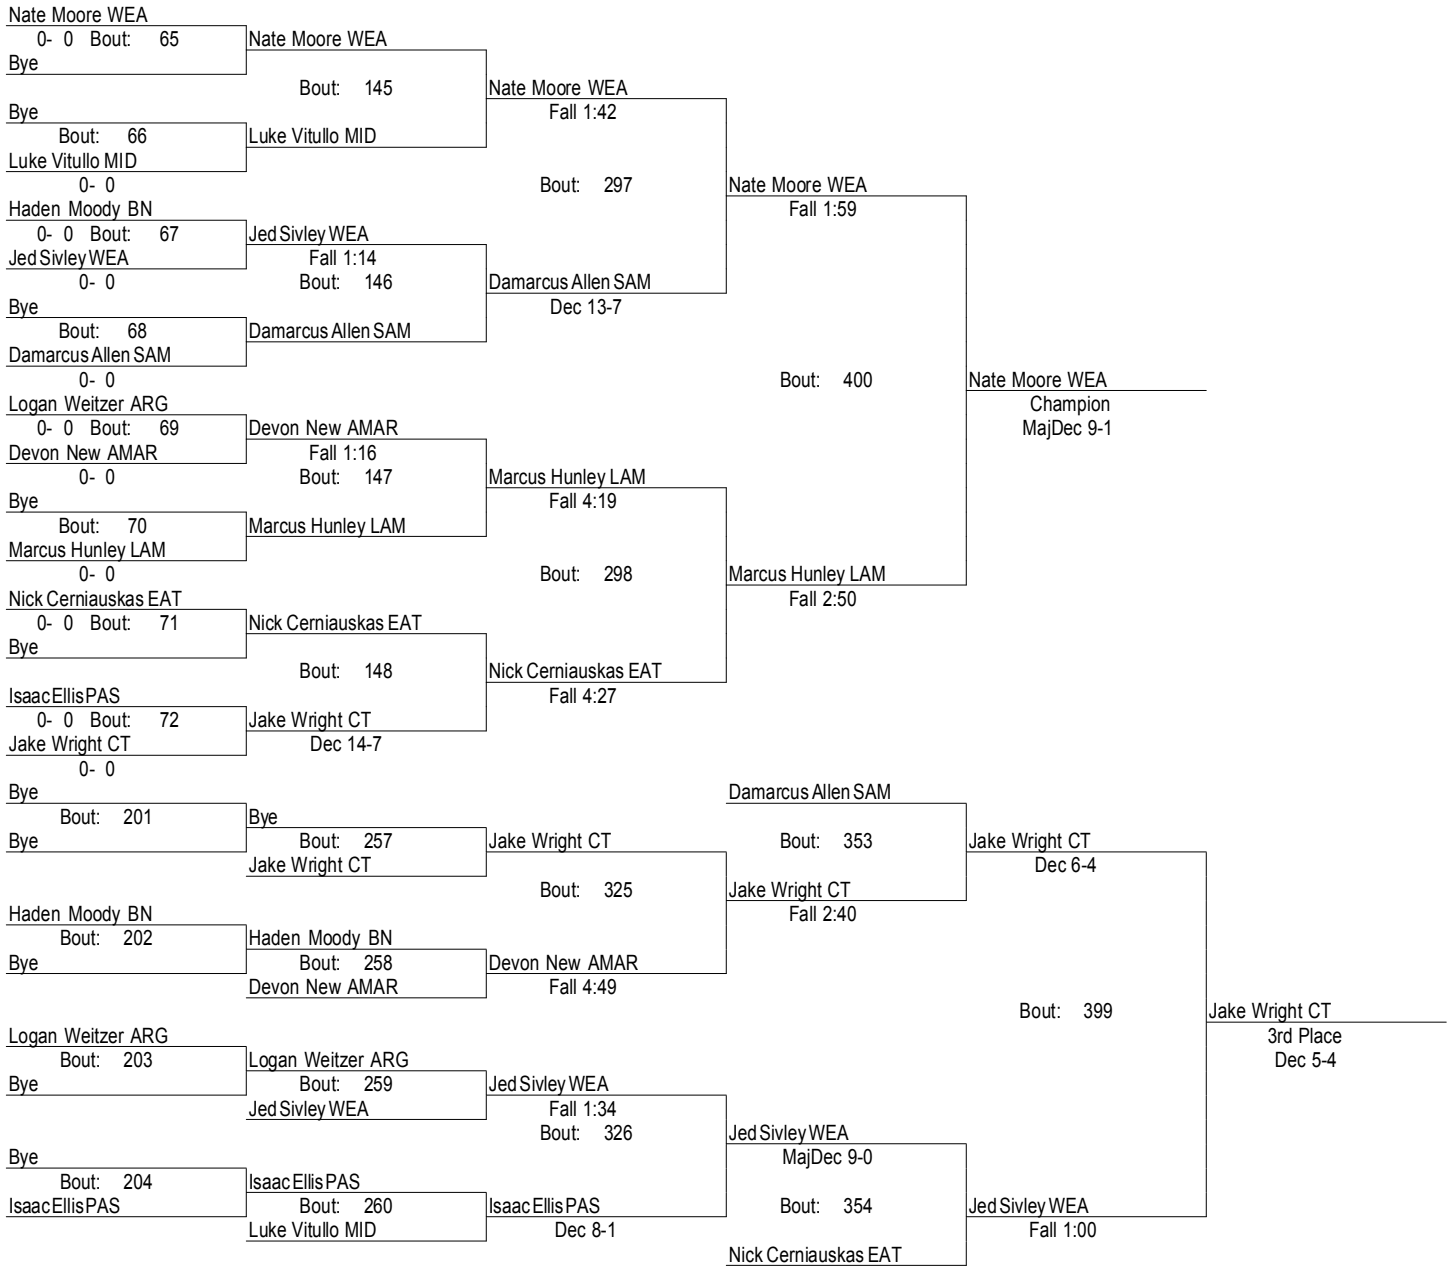 Nate Moore WEA
0- 0 Bout: 65
Nate Moore WEA
Bye
Bout: 145
Nate Moore WEA
Bye
Fall 1:42
Bout: 66
Luke Vitullo MID
Luke Vitullo MID
0- 0
Bout: 297
Nate Moore WEA
Haden Moody BN
Fall 1:59
0- 0 Bout: 67
Jed Sivley WEA
Jed Sivley WEA
Fall 1:14
0- 0
Bout: 146
Damarcus Allen SAM
Bye
Dec 13-7
Bout: 68
Damarcus Allen SAM
Damarcus Allen SAM
0- 0
Bout: 400
Nate Moore WEA
Logan Weitzer ARG
Champion
0- 0 Bout: 69
Devon New AMAR
MajDec 9-1
Devon New AMAR
Fall 1:16
0- 0
Bout: 147
Marcus Hunley LAM
Bye
Fall 4:19
Bout: 70
Marcus Hunley LAM
Marcus Hunley LAM
0- 0
Bout: 298
Marcus Hunley LAM
Nick Cerniauskas EAT
Fall 2:50
0- 0 Bout: 71
Nick Cerniauskas EAT
Bye
Bout: 148
Nick Cerniauskas EAT
Isaac Ellis PAS
Fall 4:27
0- 0 Bout: 72
Jake Wright CT
Jake Wright CT
Dec 14-7
0- 0
Bye
Damarcus Allen SAM
Bout: 201
Bye
Bye
Bout: 257
Jake Wright CT
Bout: 353
Jake Wright CT
Jake Wright CT
Dec 6-4
Bout: 325
Jake Wright CT
Haden Moody BN
Fall 2:40
Bout: 202
Haden Moody BN
Bye
Bout: 258
Devon New AMAR
Devon New AMAR
Fall 4:49
Bout: 399
Jake Wright CT
Logan Weitzer ARG
3rd Place
Bout: 203
Logan Weitzer ARG
Dec 5-4
Bye
Bout: 259
Jed Sivley WEA
Jed Sivley WEA
Fall 1:34
Bout: 326
Jed Sivley WEA
Bye
MajDec 9-0
Bout: 204
Isaac Ellis PAS
Isaac Ellis PAS
Bout: 260
Isaac Ellis PAS
Bout: 354
Jed Sivley WEA
Luke Vitullo MID
Dec 8-1
Fall 1:00
Nick Cerniauskas EAT